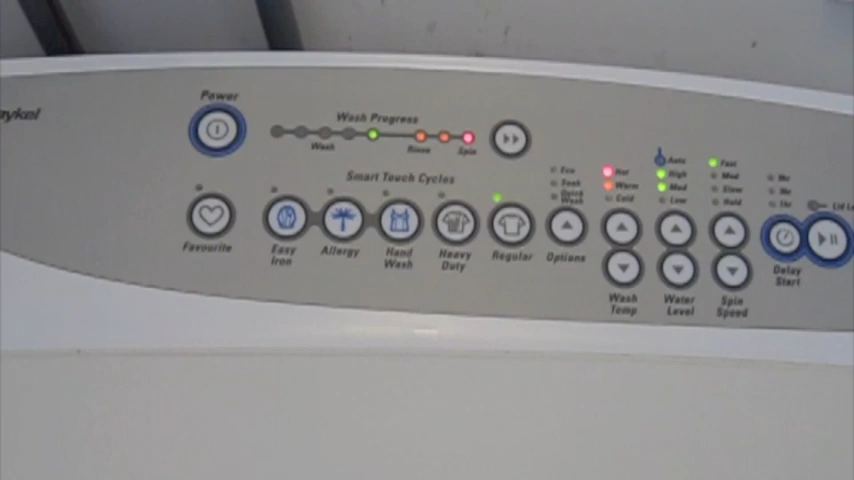 Power
Wash Progress
Wash
Rinse
Spin
Smart Touch Cycles
Favourite
Easy Iron
Allergy
Hand Wash
Heavy Duty
Regular
Options
Eco
Soak
Quick Wash
Hot
Warm
Cold
Wash Temp
Auto
High
Med
Low
Water Level
Fast
Med
Slow
Hold
Spin Speed
Delay Start